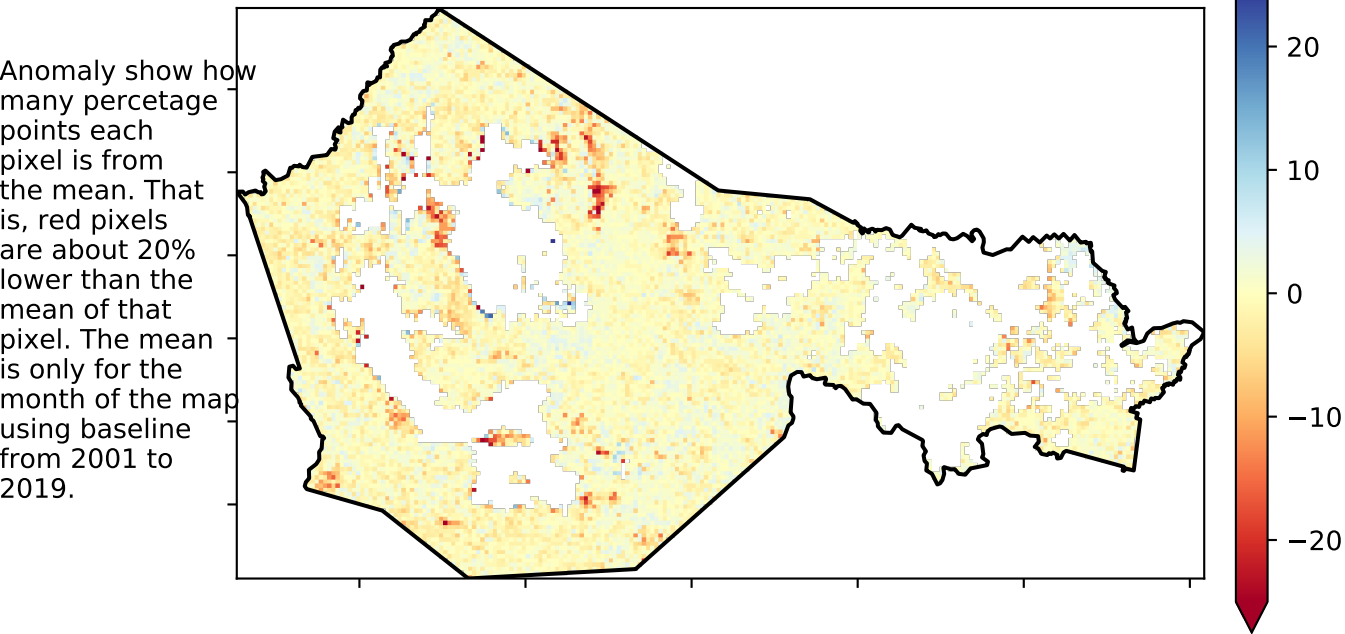 Anomaly show how
many percetage
points each
pixel is from
the mean. That
is, red pixels
are about 20%
lower than the
mean of that
pixel. The mean
is only for the
month of the map
using baseline
from 2001 to
2019.
20
10
0
−10
−20